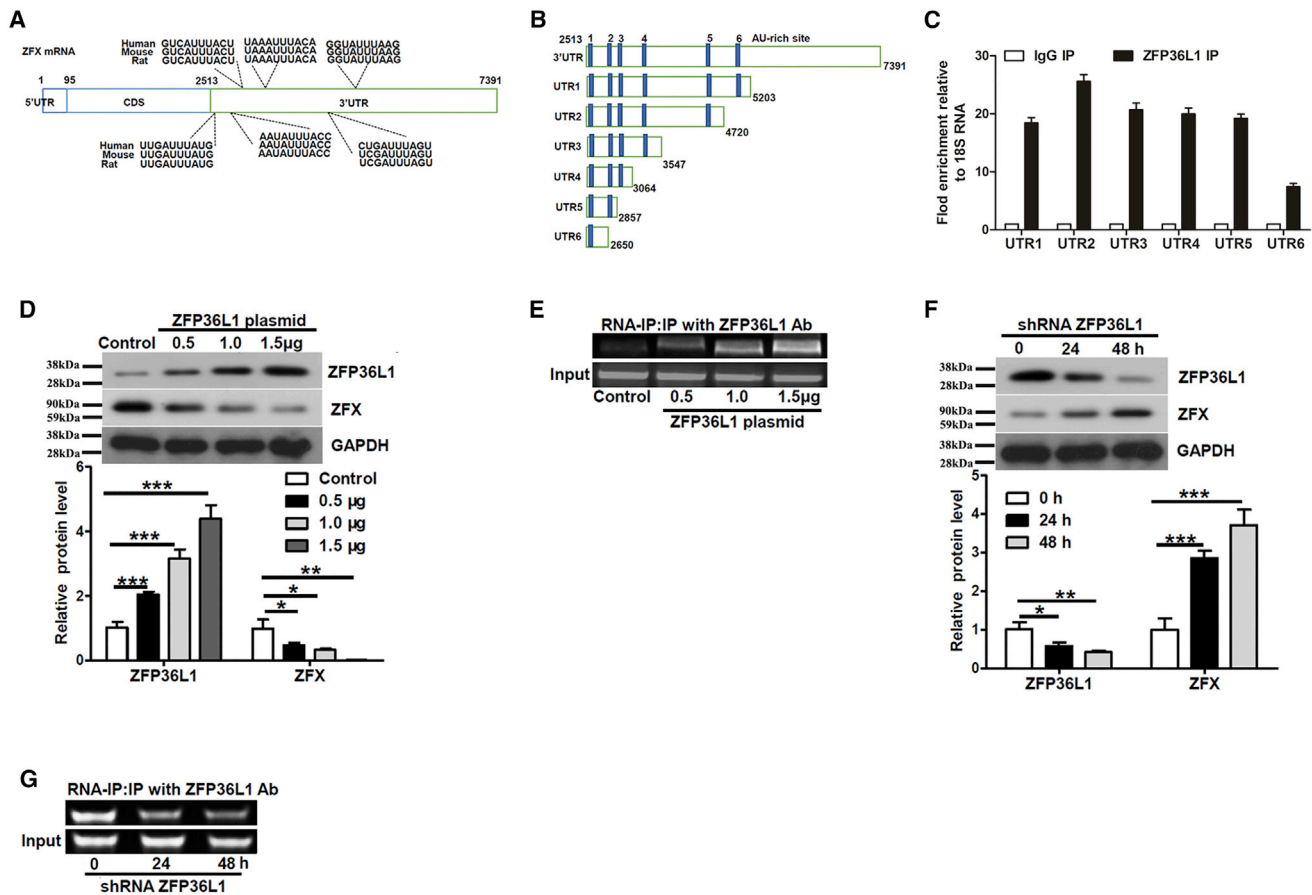 A
ZFX mRNA
Human GUCAUUUACU UAAAUUUACA GGUAUUUAAG
Mouse GUCAUUUACU UAAAUUUACA GGUAUUUAAG
Rat GUCAUUUACU UAAAUUUACA GGUAUUUAAG
1 95 2513 7391
5'UTR CDS 3'UTR
Human UUGAUUUAUG AAUAUUUACC CUGAUUUAGU
Mouse UUGAUUUAUG AAUAUUUACC UCGAUUUAGU
Rat UUGAUUUAUG AAUAUUUACC UCGAUUUAGU
B
2513 1 2 3 4 5 6 AU-rich site
3'UTR 7391
UTR1 5203
UTR2 4720
UTR3 3547
UTR4 3064
UTR5 2857
UTR6 2650
C
IgG IP ZFP36L1 IP
Flod enrichment relative
to 18S RNA
30
20
10
0
UTR1 UTR2 UTR3 UTR4 UTR5 UTR6
D
ZFP36L1 plasmid
Control 0.5 1.0 1.5µg
38kDa
28kDa
ZFP36L1
90kDa
59kDa
ZFX
38kDa
28kDa
GAPDH
Control
0.5 µg
1.0 µg
1.5 µg
Relative protein level
6
4
2
0
***
***
***
**
*
*
ZFP36L1 ZFX
E
RNA-IP:IP with ZFP36L1 Ab
Input
Control 0.5 1.0 1.5µg
ZFP36L1 plasmid
F
shRNA ZFP36L1
0 24 48 h
38kDa
28kDa
ZFP36L1
90kDa
59kDa
ZFX
38kDa
28kDa
GAPDH
0 h
24 h
48 h
Relative protein level
5
4
3
2
1
0
**
*
***
***
ZFP36L1 ZFX
G
RNA-IP:IP with ZFP36L1 Ab
Input
0 24 48 h
shRNA ZFP36L1